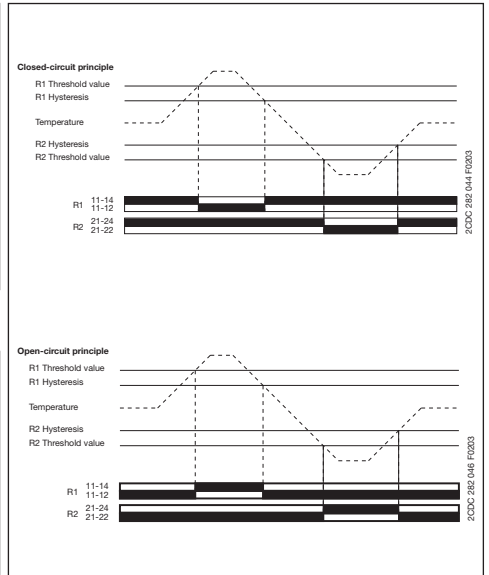 Closed-circuit principle
R1 Threshold value
R1 Hysteresis
Temperature
R2 Hysteresis
R2 Threshold value
R1 11-14
11-12
R2 21-24
21-22
2CDC 282 044 F0203
Open-circuit principle
R1 Threshold value
R1 Hysteresis
Temperature
R2 Hysteresis
R2 Threshold value
R1 11-14
11-12
R2 21-24
21-22
2CDC 282 046 F0203